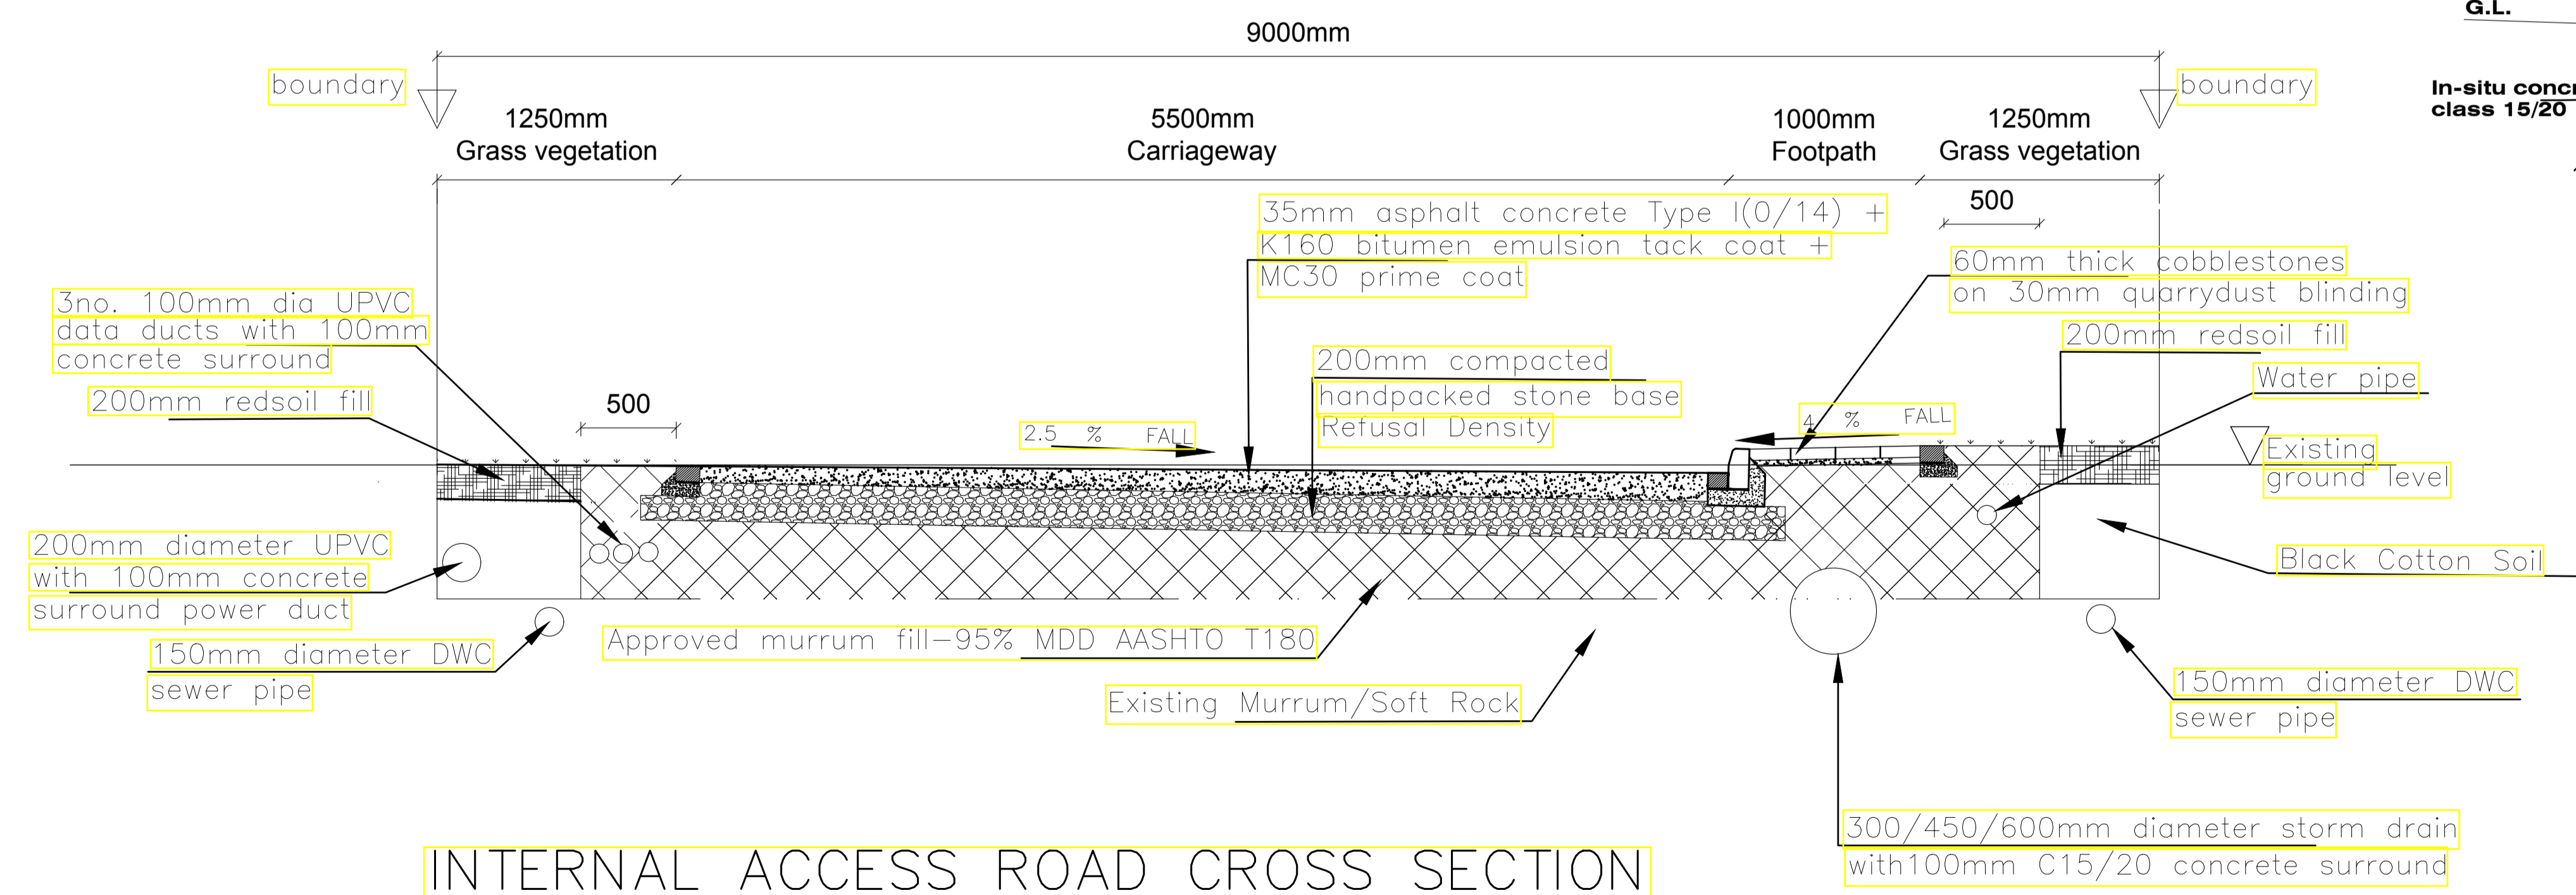 G.L.
9000mm
boundary
boundary
In-situ concr
class 15/20
1250mm
Grass vegetation
5500mm
Carriageway
1000mm
Footpath
1250mm
Grass vegetation
500
35mm asphalt concrete Type I(0/14) +
K160 bitumen emulsion tack coat +
MC30 prime coat
60mm thick cobblestones
on 30mm quarrydust blinding
3no. 100mm dia UPVC
data ducts with 100mm
concrete surround
200mm redsoil fill
200mm compacted
handpacked stone base
Refusal Density
Water pipe
200mm redsoil fill
500
2.5 % FALL
4 % FALL
Existing
ground level
200mm diameter UPVC
with 100mm concrete
surround power duct
Black Cotton Soil
150mm diameter DWC
sewer pipe
Approved murrum fill-95% MDD AASHTO T180
Existing Murrum/Soft Rock
150mm diameter DWC
sewer pipe
300/450/600mm diameter storm drain
with100mm C15/20 concrete surround
INTERNAL ACCESS ROAD CROSS SECTION